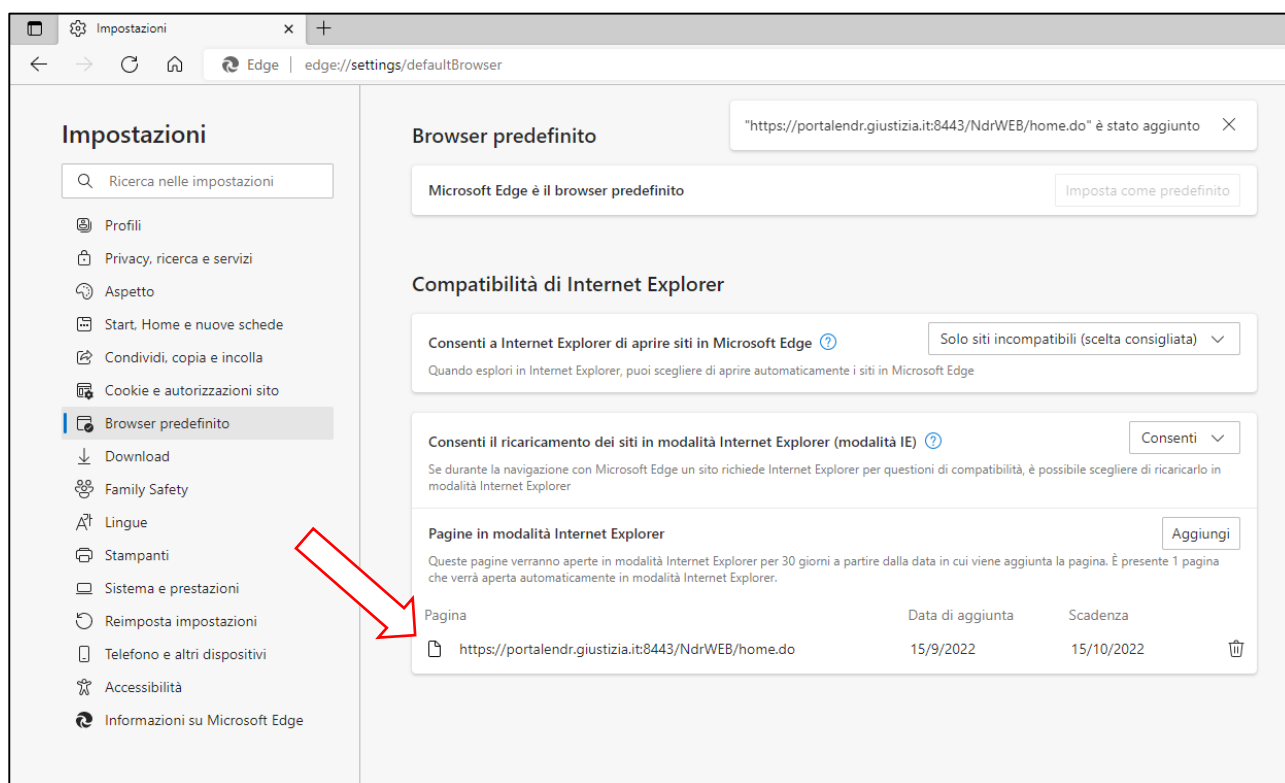 Impostazioni
Edge | edge://settings/defaultBrowser
Impostazioni
Ricerca nelle impostazioni
Profili
Privacy, ricerca e servizi
Aspetto
Start, Home e nuove schede
Condividi, copia e incolla
Cookie e autorizzazioni sito
Browser predefinito
Download
Family Safety
Lingue
Stampanti
Sistema e prestazioni
Reimposta impostazioni
Telefono e altri dispositivi
Accessibilità
Informazioni su Microsoft Edge
Browser predefinito
"https://portalendr.giustizia.it:8443/NdrWEB/home.do" è stato aggiunto
Microsoft Edge è il browser predefinito
Imposta come predefinito
Compatibilità di Internet Explorer
Consenti a Internet Explorer di aprire siti in Microsoft Edge
Solo siti incompatibili (scelta consigliata)
Quando esplori in Internet Explorer, puoi scegliere di aprire automaticamente i siti in Microsoft Edge
Consenti il ricaricamento dei siti in modalità Internet Explorer (modalità IE)
Consenti
Se durante la navigazione con Microsoft Edge un sito richiede Internet Explorer per questioni di compatibilità, è possibile scegliere di ricaricarlo in
modalità Internet Explorer
Pagine in modalità Internet Explorer
Aggiungi
Queste pagine verranno aperte in modalità Internet Explorer per 30 giorni a partire dalla data in cui viene aggiunta la pagina. È presente 1 pagina
che verrà aperta automaticamente in modalità Internet Explorer.
Pagina Data di aggiunta Scadenza
https://portalendr.giustizia.it:8443/NdrWEB/home.do 15/9/2022 15/10/2022